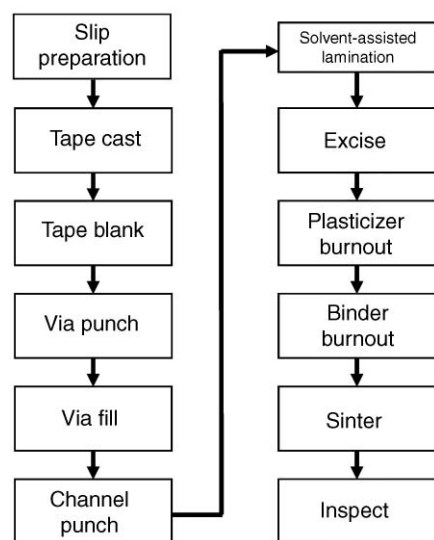 Slip
preparation
Tape cast
Tape blank
Via punch
Via fill
Channel
punch
Solvent-assisted
lamination
Excise
Plasticizer
burnout
Binder
burnout
Sinter
Inspect